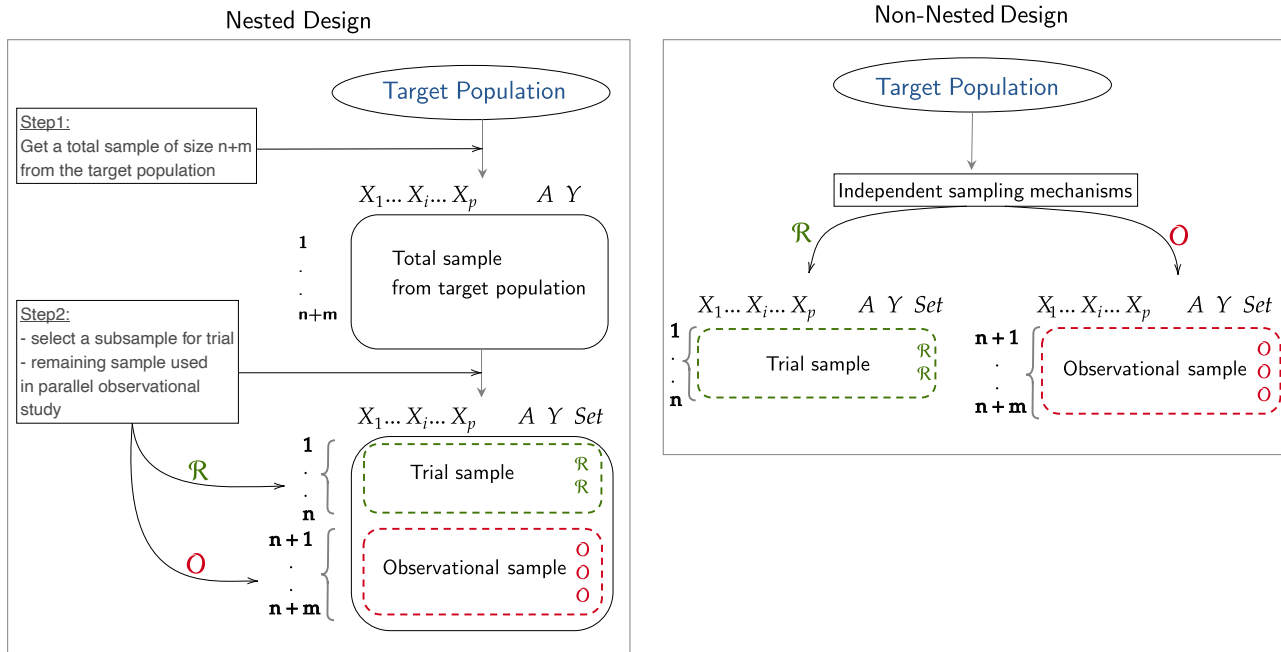 Nested Design
Target Population
Step1:
Get a total sample of size n+m
from the target population
X₁... Xᵢ... Xₚ A Y
1
.
.
n+m
Total sample
from target population
Step2:
- select a subsample for trial
- remaining sample used
in parallel observational
study
X₁... Xᵢ... Xₚ A Y Set
ℛ
1
.
.
n
Trial sample
ℛ
ℛ
O
n+1
.
.
n+m
Observational sample
O
O
O
Non-Nested Design
Target Population
Independent sampling mechanisms
ℛ
O
X₁... Xᵢ... Xₚ A Y Set
1
.
.
n
Trial sample
ℛ
ℛ
X₁... Xᵢ... Xₚ A Y Set
n+1
.
.
n+m
Observational sample
O
O
O